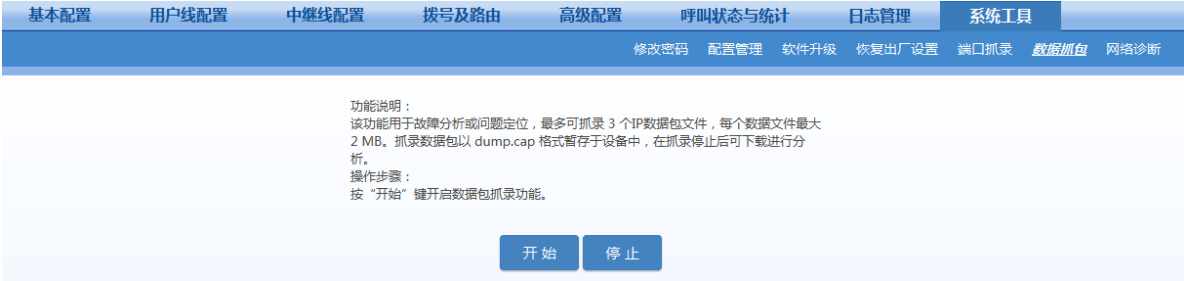 基本配置 用户线配置 中继线配置 拨号及路由 高级配置 呼叫状态与统计 日志管理 系统工具
修改密码 配置管理 软件升级 恢复出厂设置 端口抓录 数据抓包 网络诊断
功能说明：
该功能用于故障分析或问题定位，最多可抓录 3 个IP数据包文件，每个数据文件最大
2 MB。抓录数据包以 dump.cap 格式暂存于设备中，在抓录停止后可下载进行分
析。
操作步骤：
按“开始”键开启数据包抓录功能。
开 始 停 止